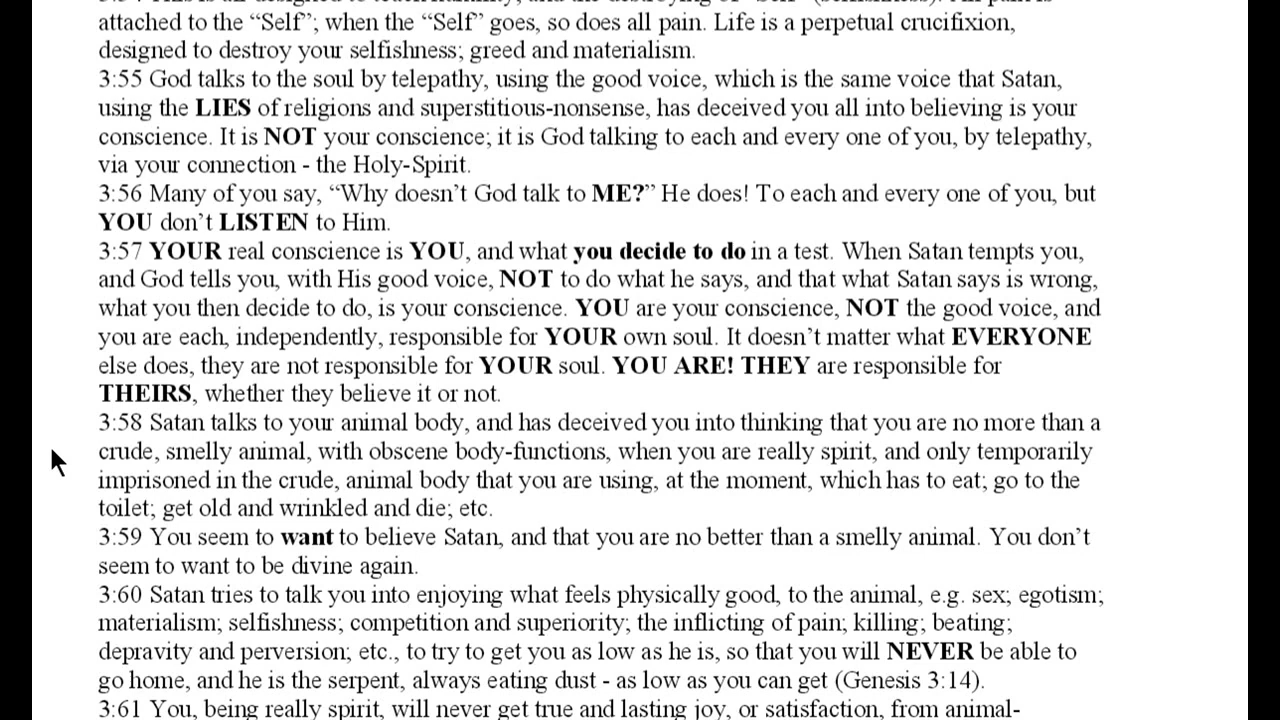 attached to the “Self”; when the “Self” goes, so does all pain. Life is a perpetual crucifixion,
designed to destroy your selfishness; greed and materialism.
3:55 God talks to the soul by telepathy, using the good voice, which is the same voice that Satan,
using the LIES of religions and superstitious-nonsense, has deceived you all into believing is your
conscience. It is NOT your conscience; it is God talking to each and every one of you, by telepathy,
via your connection - the Holy-Spirit.
3:56 Many of you say, “Why doesn’t God talk to ME?” He does! To each and every one of you, but
YOU don’t LISTEN to Him.
3:57 YOUR real conscience is YOU, and what you decide to do in a test. When Satan tempts you,
and God tells you, with His good voice, NOT to do what he says, and that what Satan says is wrong,
what you then decide to do, is your conscience. YOU are your conscience, NOT the good voice, and
you are each, independently, responsible for YOUR own soul. It doesn’t matter what EVERYONE
else does, they are not responsible for YOUR soul. YOU ARE! THEY are responsible for
THEIRS, whether they believe it or not.
3:58 Satan talks to your animal body, and has deceived you into thinking that you are no more than a
crude, smelly animal, with obscene body-functions, when you are really spirit, and only temporarily
imprisoned in the crude, animal body that you are using, at the moment, which has to eat; go to the
toilet; get old and wrinkled and die; etc.
3:59 You seem to want to believe Satan, and that you are no better than a smelly animal. You don’t
seem to want to be divine again.
3:60 Satan tries to talk you into enjoying what feels physically good, to the animal, e.g. sex; egotism;
materialism; selfishness; competition and superiority; the inflicting of pain; killing; beating;
depravity and perversion; etc., to try to get you as low as he is, so that you will NEVER be able to
go home, and he is the serpent, always eating dust - as low as you can get (Genesis 3:14).
3:61 You, being really spirit, will never get true and lasting joy, or satisfaction, from animal-